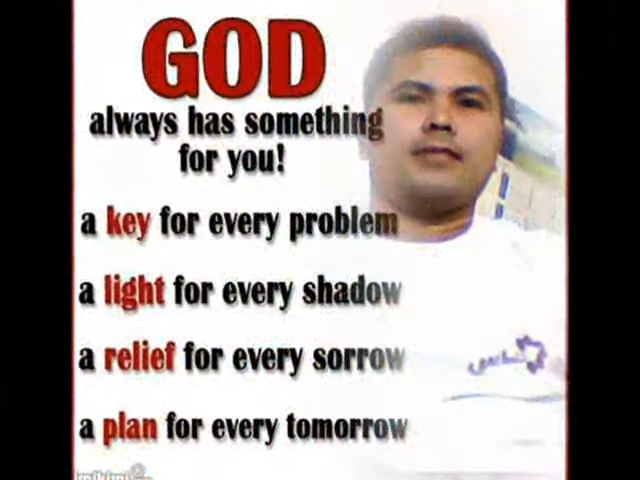 GOD
always has something
for you!
a key for every problem
a light for every shadow
a relief for every sorrow
a plan for every tomorrow